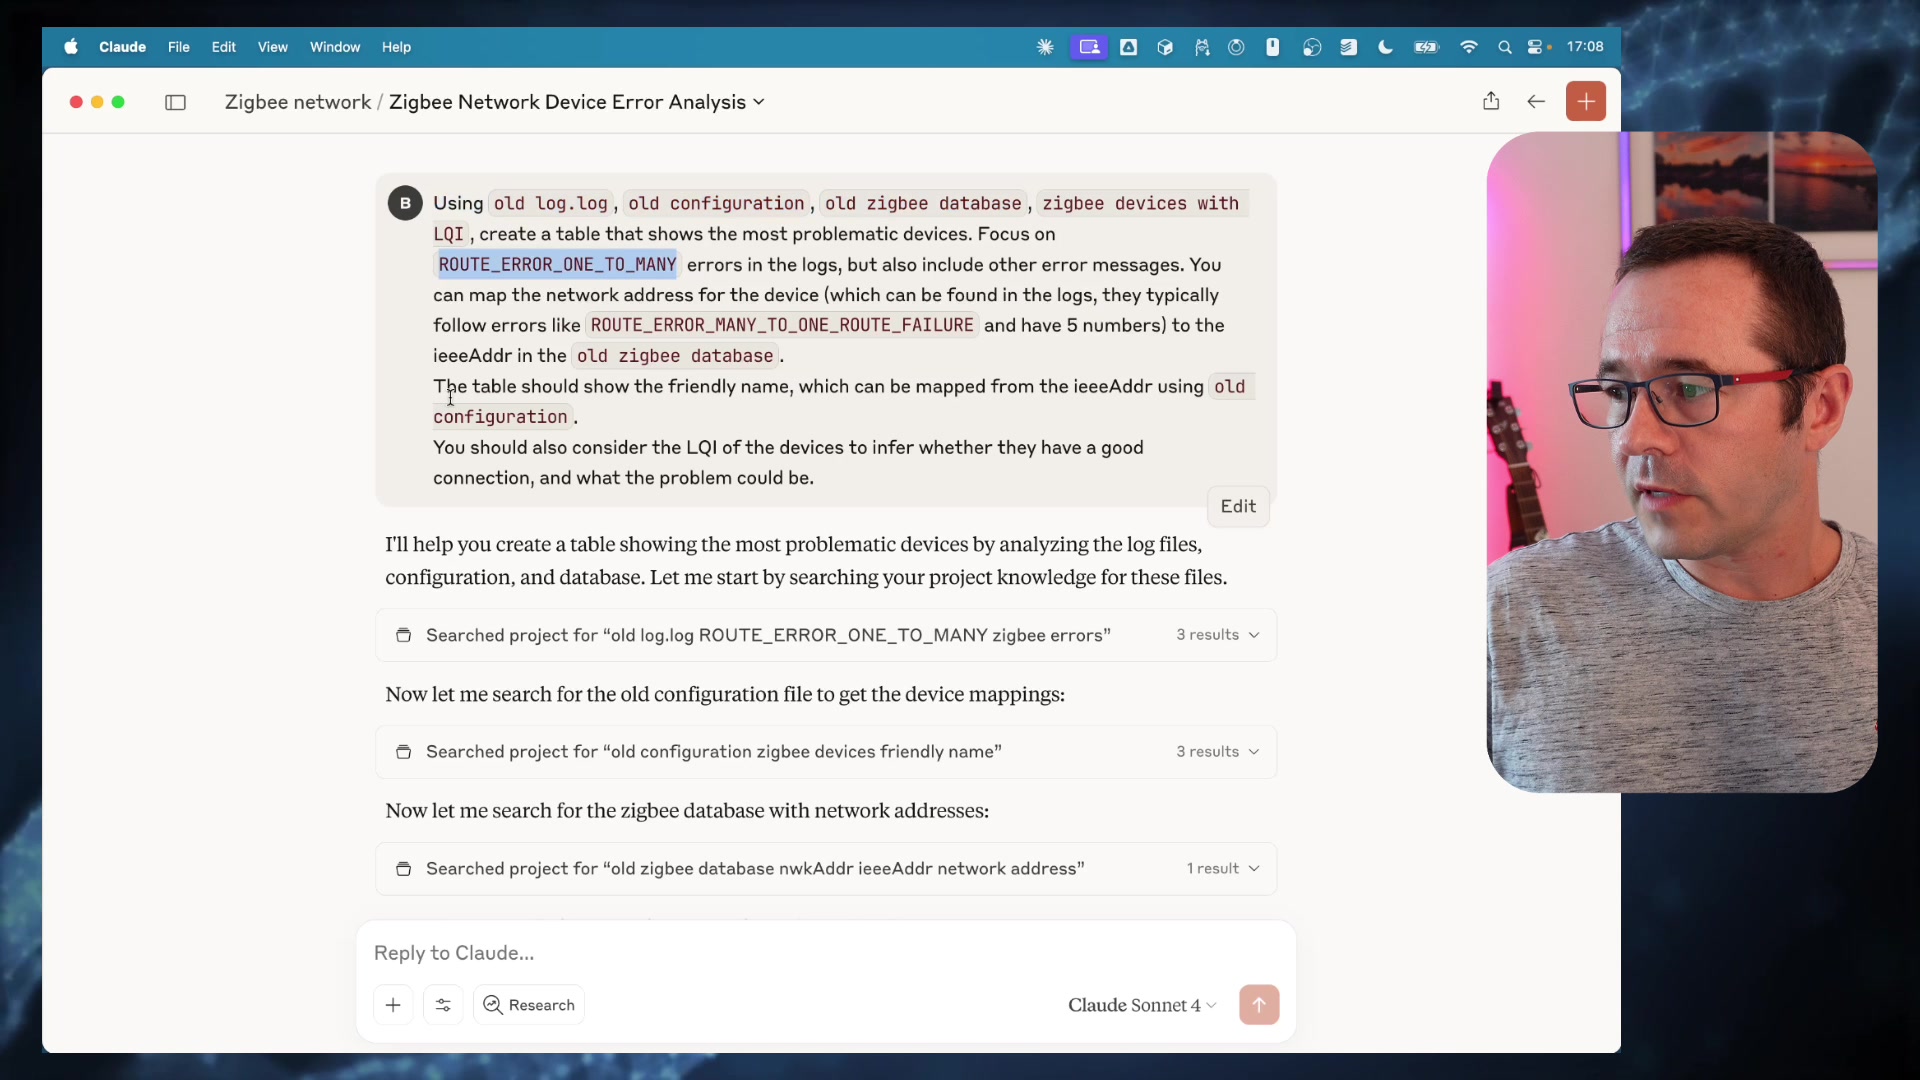 Claude File Edit View Window Help 17:08
Zigbee network / Zigbee Network Device Error Analysis
B
Using old log.log, old configuration, old zigbee database, zigbee devices with
LQI, create a table that shows the most problematic devices. Focus on
ROUTE_ERROR_ONE_TO_MANY errors in the logs, but also include other error messages. You
can map the network address for the device (which can be found in the logs, they typically
follow errors like ROUTE_ERROR_MANY_TO_ONE_ROUTE_FAILURE and have 5 numbers) to the
ieeeAddr in the old zigbee database.
The table should show the friendly name, which can be mapped from the ieeeAddr using old
configuration.
You should also consider the LQI of the devices to infer whether they have a good
connection, and what the problem could be.
Edit
I'll help you create a table showing the most problematic devices by analyzing the log files,
configuration, and database. Let me start by searching your project knowledge for these files.
Searched project for “old log.log ROUTE_ERROR_ONE_TO_MANY zigbee errors” 3 results
Now let me search for the old configuration file to get the device mappings:
Searched project for “old configuration zigbee devices friendly name” 3 results
Now let me search for the zigbee database with network addresses:
Searched project for “old zigbee database nwkAddr ieeeAddr network address” 1 result
Reply to Claude...
Research Claude Sonnet 4